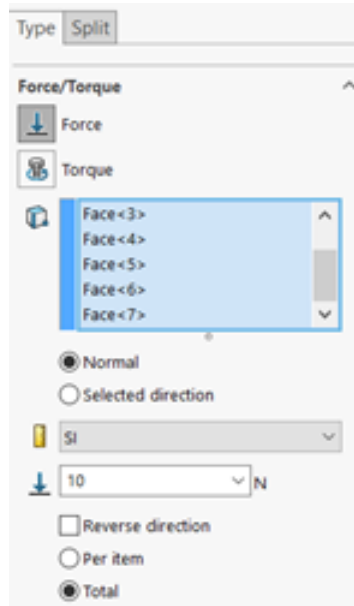 Type Split
Force/Torque
Force
Torque
Face<3>
Face<4>
Face<5>
Face<6>
Face<7>
Normal
Selected direction
SI
10 N
Reverse direction
Per item
Total